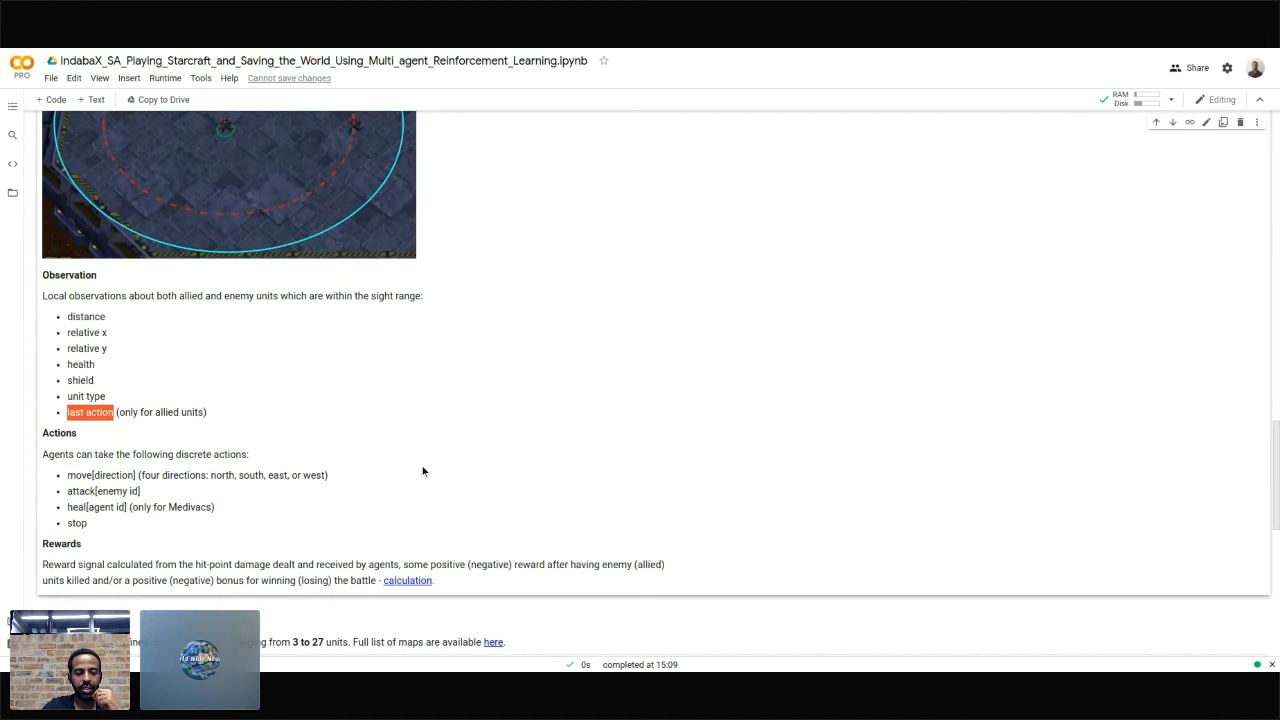 CO
PRO
IndabaX_SA_Playing_Starcraft_and_Saving_the_World_Using_Multi_agent_Reinforcement_Learning.ipynb
File Edit View Insert Runtime Tools Help Cannot save changes
Share
+ Code + Text Copy to Drive
RAM
Disk
Editing
Observation
Local observations about both allied and enemy units which are within the sight range:
• distance
• relative x
• relative y
• health
• shield
• unit type
• last action (only for allied units)
Actions
Agents can take the following discrete actions:
• move[direction] (four directions: north, south, east, or west)
• attack[enemy id]
• heal[agent id] (only for Medivacs)
• stop
Rewards
Reward signal calculated from the hit-point damage dealt and received by agents, some positive (negative) reward after having enemy (allied)
units killed and/or a positive (negative) bonus for winning (losing) the battle - calculation.
from 3 to 27 units. Full list of maps are available here.
0s completed at 15:09